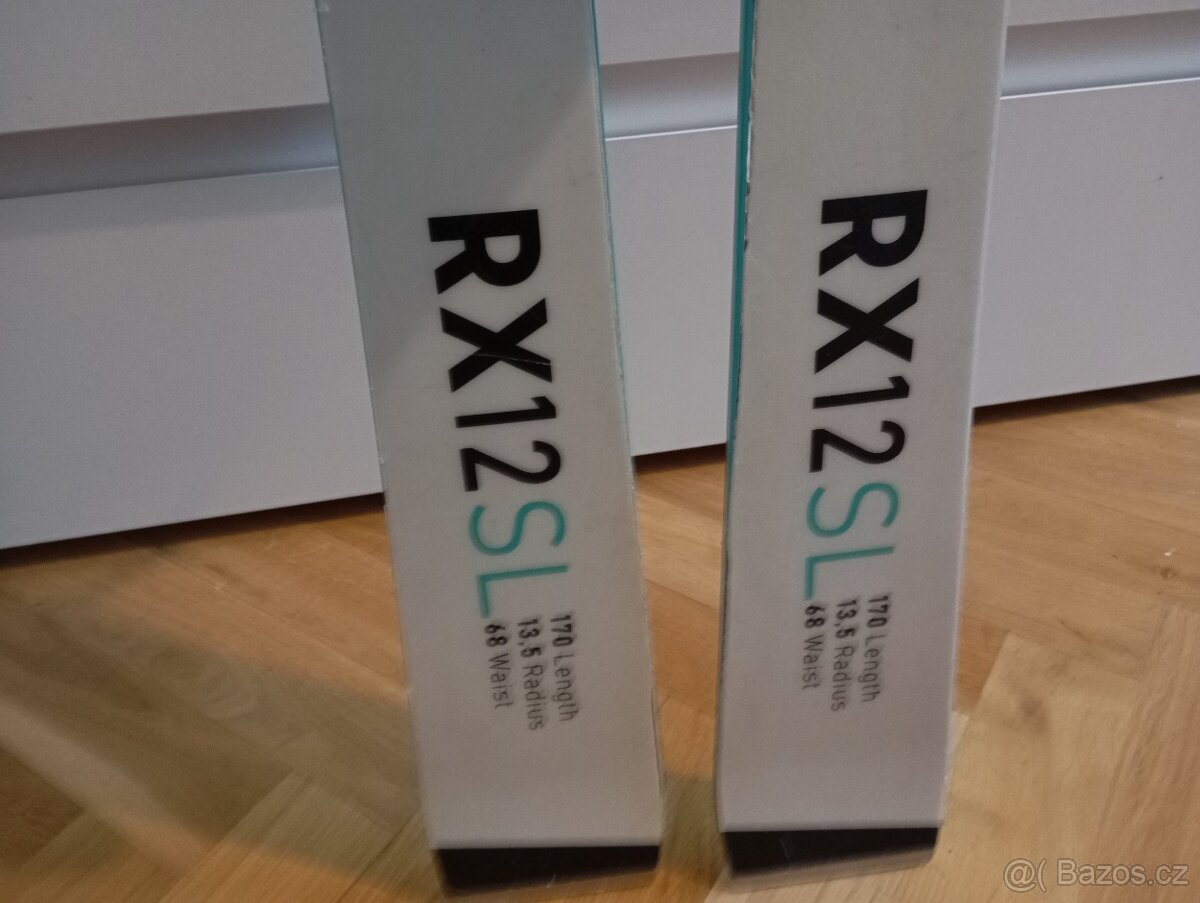 RX12SL
170 Length
13,5 Radius
68 Waist
RX12SL
170 Length
13,5 Radius
68 Waist
@( Bazos.cz